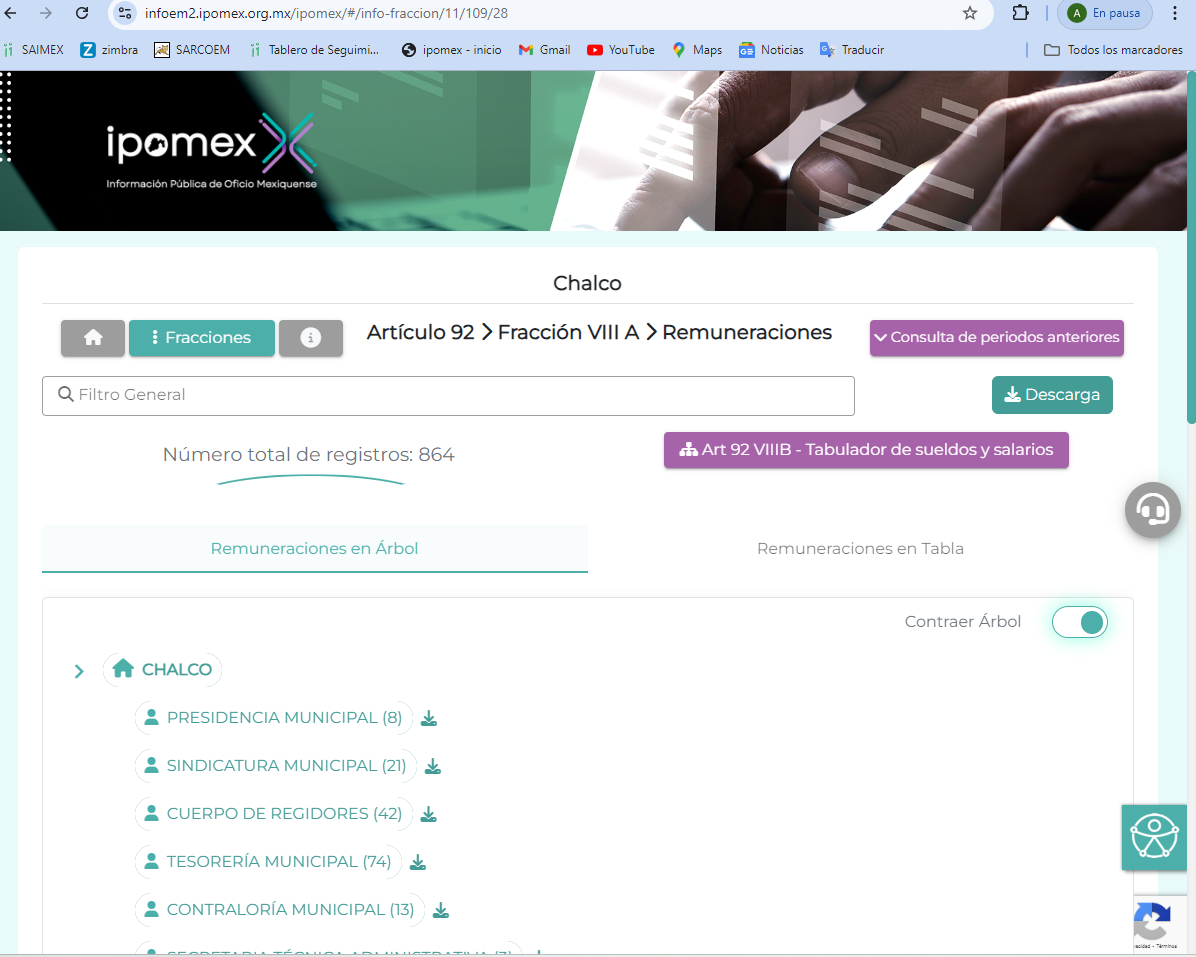 infoem2.ipomex.org.mx/ipomex/#/info-fraccion/11/109/28
A En pausa
SAIMEX zimbra SARCOEM Tablero de Seguimi... ipomex - inicio Gmail YouTube Maps Noticias Traducir Todos los marcadores
ipomex
Información Pública de Oficio Mexiquense
Chalco
Fracciones Artículo 92 > Fracción VIII A > Remuneraciones Consulta de periodos anteriores
Filtro General Descarga
Número total de registros: 864 Art 92 VIIIB - Tabulador de sueldos y salarios
Remuneraciones en Árbol Remuneraciones en Tabla
Contraer Árbol
CHALCO
PRESIDENCIA MUNICIPAL (8)
SINDICATURA MUNICIPAL (21)
CUERPO DE REGIDORES (42)
TESORERÍA MUNICIPAL (74)
CONTRALORÍA MUNICIPAL (13)
SECRETARIA TÉCNICA ADMINISTRATIVA (3)